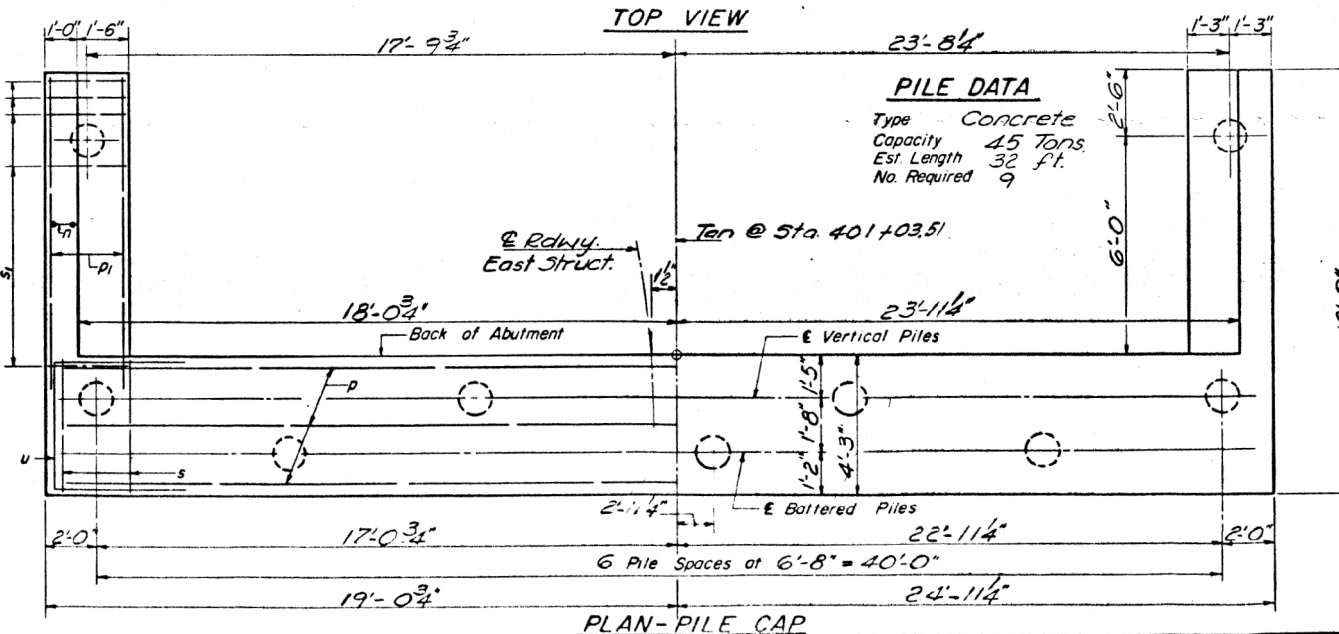 TOP VIEW
1'-0" 1'-6"
17'-9¾"
23'-8¼"
1'-3" 1'-3"
PILE DATA
Type Concrete
Capacity 45 Tons.
Est. Length 32 ft.
No. Required 9
2'-6"
6'-0"
℄ Rdwy.
East Struct.
Tan @ Sta. 401+03.51
1½"
s₁
p₁
18'-0¾"
23'-11¼"
Back of Abutment
℄ Vertical Piles
p
1'-5"
1'-8"
1'-2"
4'-3"
u
s
2'-11¼"
℄ Battered Piles
2'-0" 17'-0¾" 22'-11¼" 2'-0"
6 Pile Spaces at 6'-8" = 40'-0"
19'-0¾" 24'-11¼"
PLAN-PILE CAP